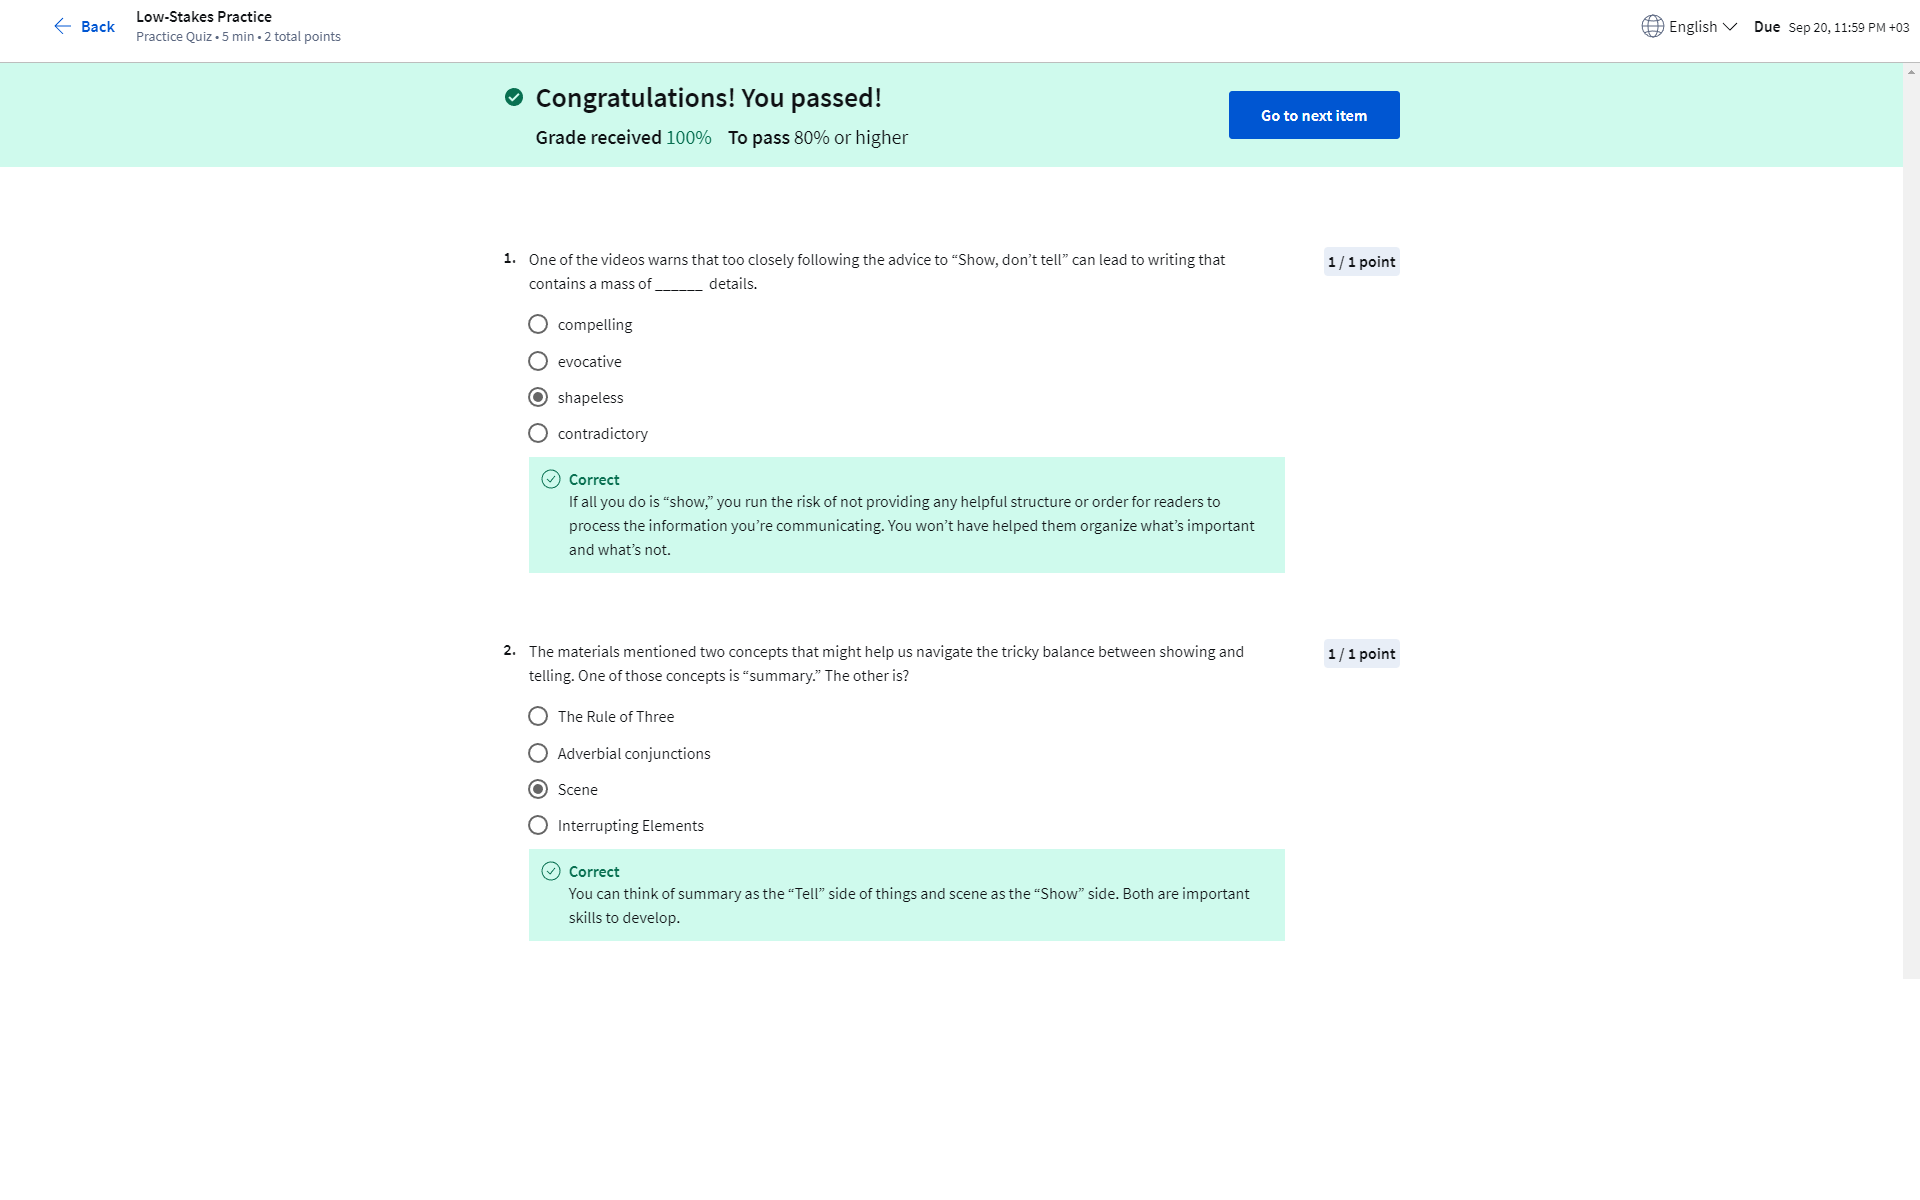 Back
Low-Stakes Practice
Practice Quiz • 5 min • 2 total points
English
Due Sep 20, 11:59 PM +03
Congratulations! You passed!
Grade received 100% To pass 80% or higher
Go to next item
1. One of the videos warns that too closely following the advice to “Show, don’t tell” can lead to writing that
contains a mass of ______ details.
1 / 1 point
compelling
evocative
shapeless
contradictory
Correct
If all you do is “show,” you run the risk of not providing any helpful structure or order for readers to
process the information you’re communicating. You won’t have helped them organize what’s important
and what’s not.
2. The materials mentioned two concepts that might help us navigate the tricky balance between showing and
telling. One of those concepts is “summary.” The other is?
1 / 1 point
The Rule of Three
Adverbial conjunctions
Scene
Interrupting Elements
Correct
You can think of summary as the “Tell” side of things and scene as the “Show” side. Both are important
skills to develop.